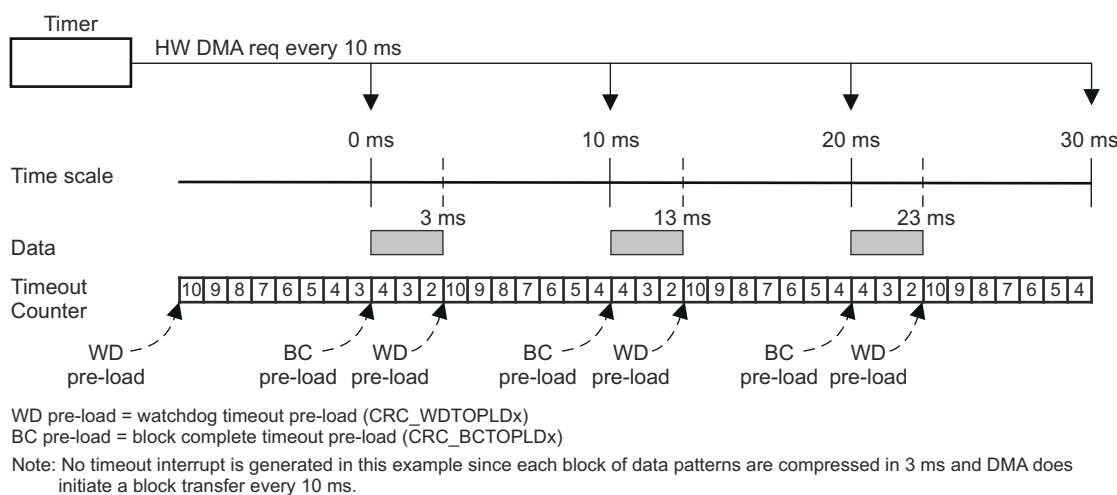 Timer
HW DMA req every 10 ms
0 ms
10 ms
20 ms
30 ms
Time scale
3 ms
13 ms
23 ms
Data
Timeout
Counter
10 9 8 7 6 5 4 3 4 3 2 10 9 8 7 6 5 4 4 3 2 10 9 8 7 6 5 4 4 3 2 10 9 8 7 6 5 4
WD
pre-load
BC
pre-load
WD
pre-load
BC
pre-load
WD
pre-load
BC
pre-load
WD
pre-load
WD pre-load = watchdog timeout pre-load (CRC_WDTOPLDx)
BC pre-load = block complete timeout pre-load (CRC_BCTOPLDx)
Note: No timeout interrupt is generated in this example since each block of data patterns are compressed in 3 ms and DMA does
initiate a block transfer every 10 ms.